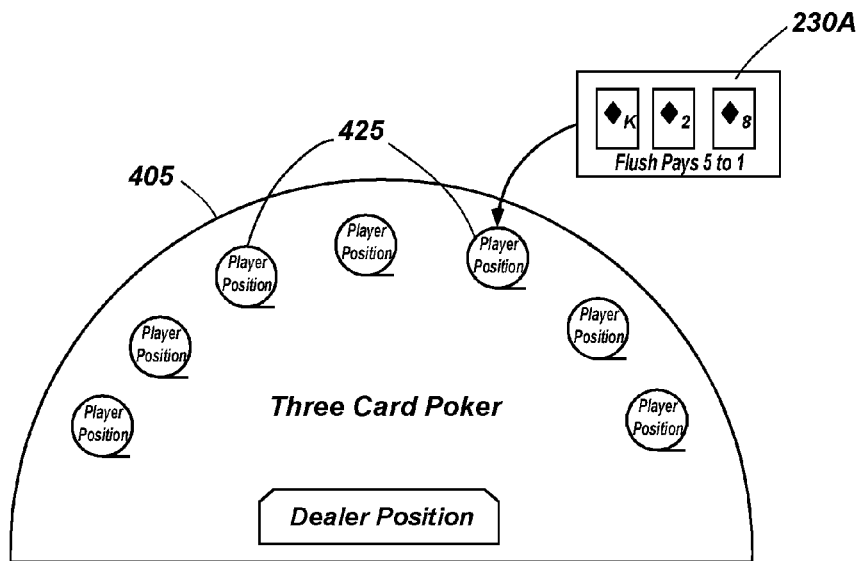 230A
♦K ♦2 ♦8
Flush Pays 5 to 1
425
405
Player
Position
Player
Position
Player
Position
Player
Position
Player
Position
Player
Position
Player
Position
Three Card Poker
Dealer Position